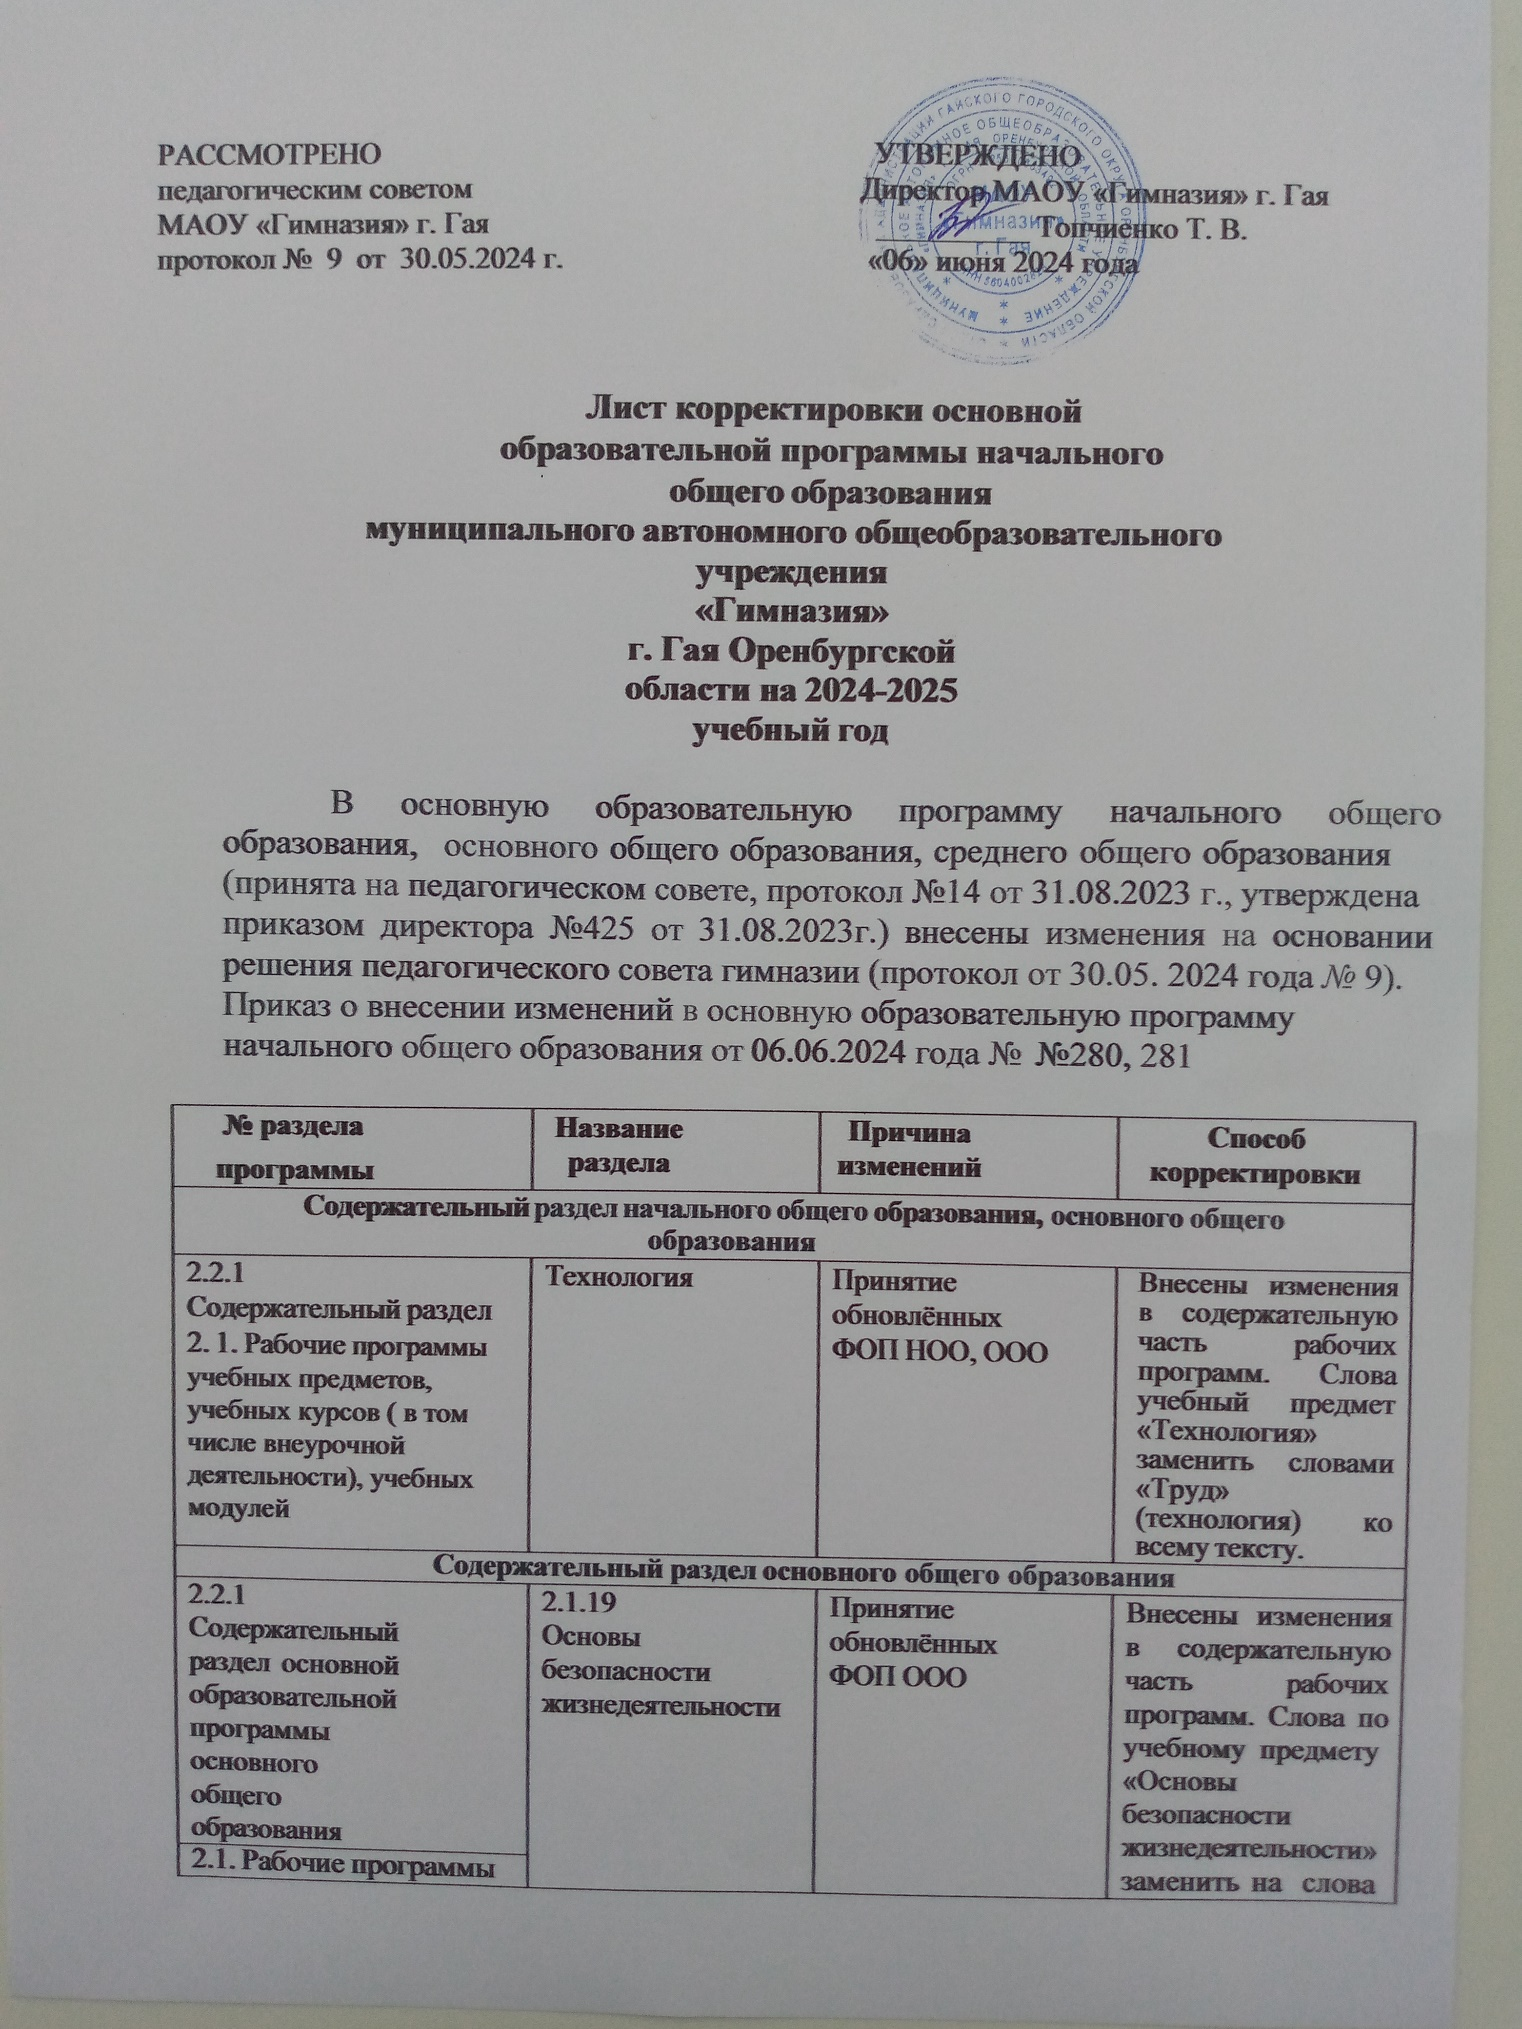 РАССМОТРЕНО
педагогическим советом
МАОУ «Гимназия» г. Гая
протокол № 9 от 30.05.2024 г.
УТВЕРЖДЕНО
Директор МАОУ «Гимназия» г. Гая
Топчиенко Т. В.
«06» июня 2024 года
Гимназия
г. Гая
Лист корректировки основной
образовательной программы начального
общего образования
муниципального автономного общеобразовательного
учреждения
«Гимназия»
г. Гая Оренбургской
области на 2024-2025
учебный год
В основную образовательную программу начального общего
образования, основного общего образования, среднего общего образования
(принята на педагогическом совете, протокол №14 от 31.08.2023 г., утверждена
приказом директора №425 от 31.08.2023г.) внесены изменения на основании
решения педагогического совета гимназии (протокол от 30.05. 2024 года № 9).
Приказ о внесении изменений в основную образовательную программу
начального общего образования от 06.06.2024 года № №280, 281
№ раздела
программы
Название
раздела
Причина
изменений
Способ
корректировки
Содержательный раздел начального общего образования, основного общего
образования
2.2.1
Содержательный раздел
2. 1. Рабочие программы
учебных предметов,
учебных курсов ( в том
числе внеурочной
деятельности), учебных
модулей
Технология
Принятие
обновлённых
ФОП НОО, ООО
Внесены изменения
в содержательную
часть рабочих
программ. Слова
учебный предмет
«Технология»
заменить словами
«Труд»
(технология) ко
всему тексту.
Содержательный раздел основного общего образования
2.2.1
Содержательный
раздел основной
образовательной
программы
основного
общего
образования
2.1. Рабочие программы
2.1.19
Основы
безопасности
жизнедеятельности
Принятие
обновлённых
ФОП ООО
Внесены изменения
в содержательную
часть рабочих
программ. Слова по
учебному предмету
«Основы
безопасности
жизнедеятельности»
заменить на слова